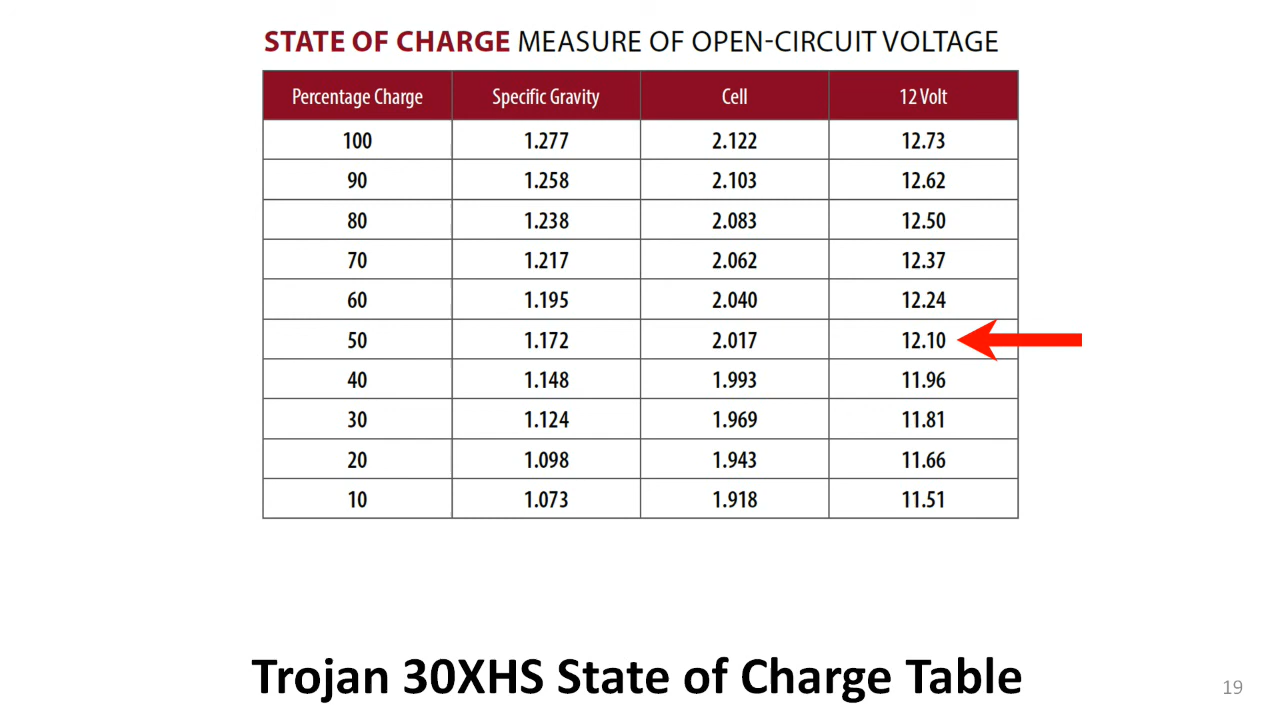 STATE OF CHARGE MEASURE OF OPEN-CIRCUIT VOLTAGE
Percentage Charge Specific Gravity Cell 12 Volt
100 1.277 2.122 12.73
90 1.258 2.103 12.62
80 1.238 2.083 12.50
70 1.217 2.062 12.37
60 1.195 2.040 12.24
50 1.172 2.017 12.10
40 1.148 1.993 11.96
30 1.124 1.969 11.81
20 1.098 1.943 11.66
10 1.073 1.918 11.51
Trojan 30XHS State of Charge Table
19